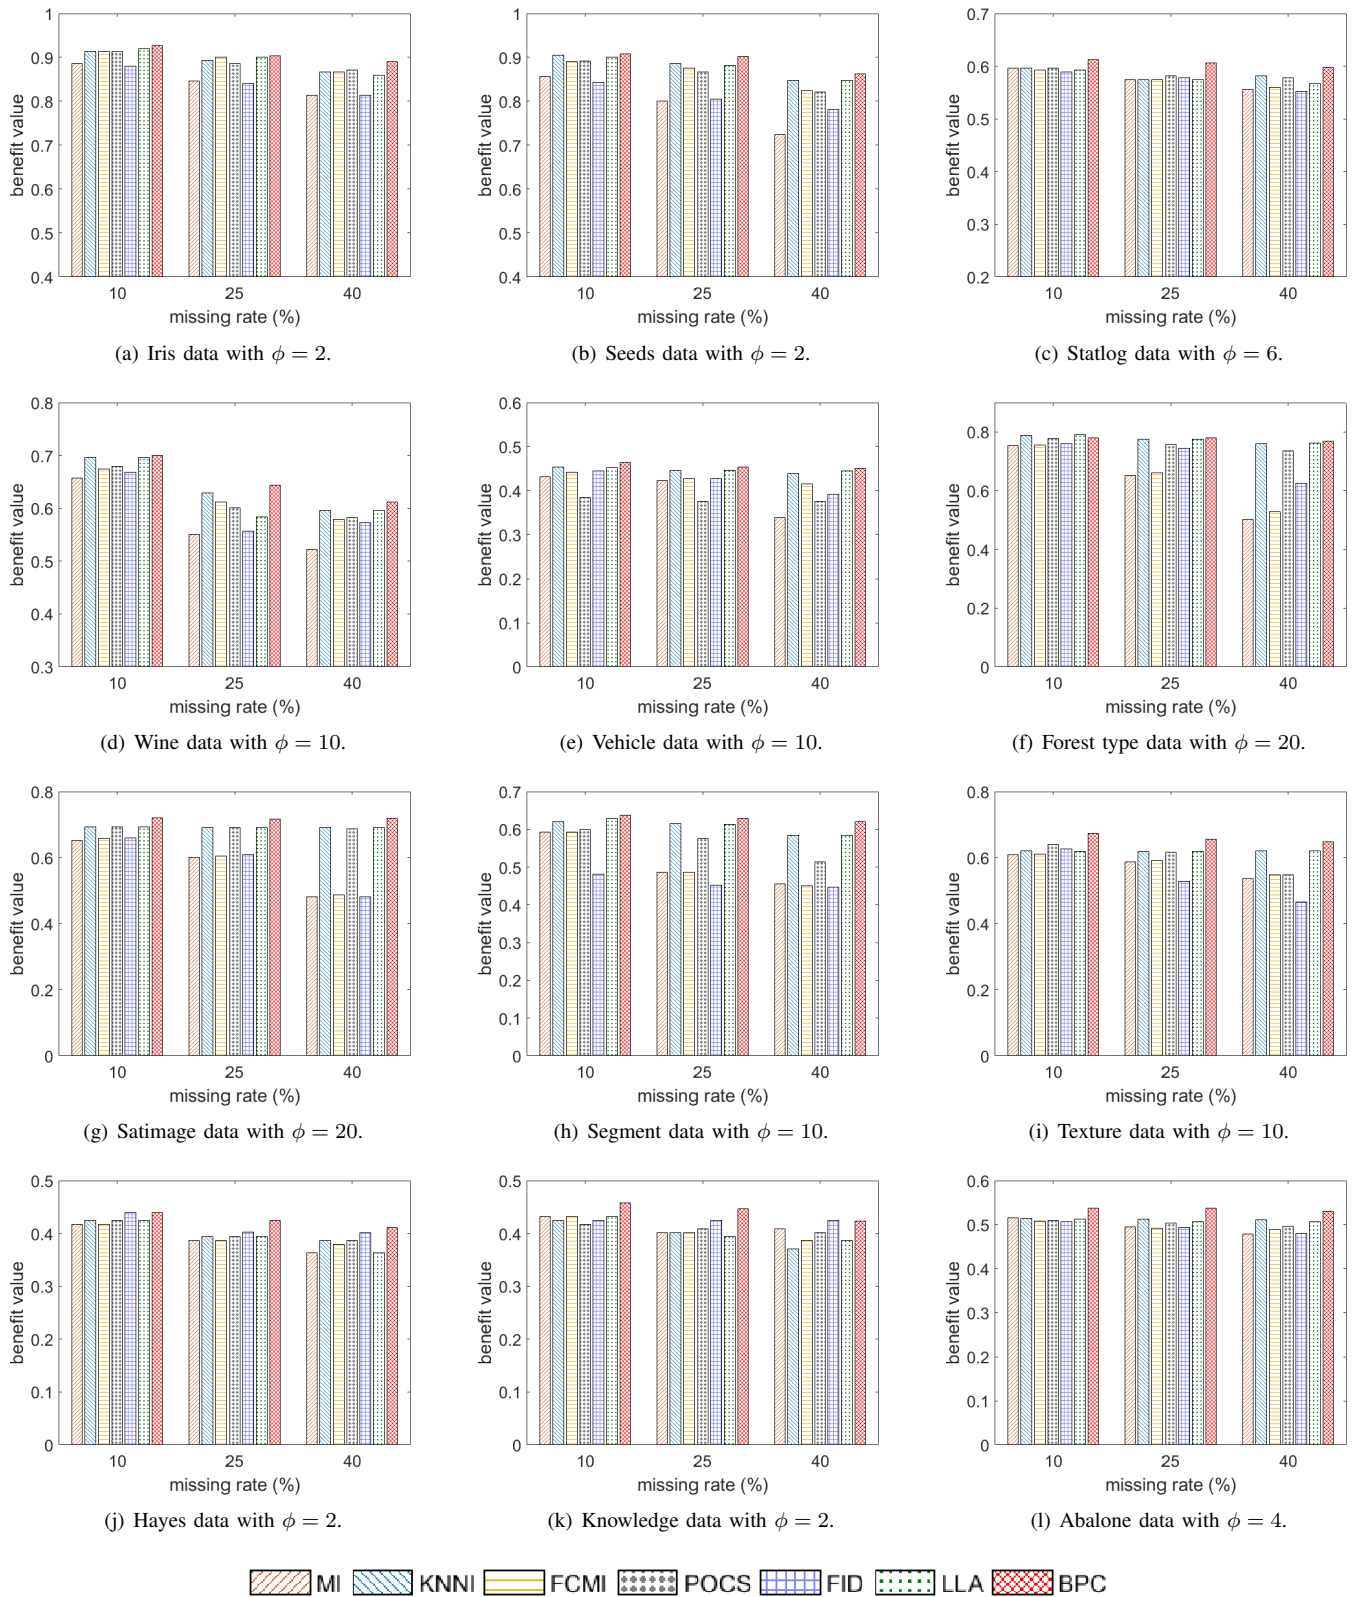 1
0.9
0.8
0.7
0.6
0.5
0.4
benefit value
10 25 40
missing rate (%)
(a) Iris data with ϕ = 2.
1
0.9
0.8
0.7
0.6
0.5
0.4
benefit value
10 25 40
missing rate (%)
(b) Seeds data with ϕ = 2.
0.7
0.6
0.5
0.4
0.3
0.2
benefit value
10 25 40
missing rate (%)
(c) Statlog data with ϕ = 6.
0.8
0.7
0.6
0.5
0.4
0.3
benefit value
10 25 40
missing rate (%)
(d) Wine data with ϕ = 10.
0.6
0.5
0.4
0.3
0.2
0.1
0
benefit value
10 25 40
missing rate (%)
(e) Vehicle data with ϕ = 10.
0.8
0.6
0.4
0.2
0
benefit value
10 25 40
missing rate (%)
(f) Forest type data with ϕ = 20.
0.8
0.6
0.4
0.2
0
benefit value
10 25 40
missing rate (%)
(g) Satimage data with ϕ = 20.
0.7
0.6
0.5
0.4
0.3
0.2
0.1
0
benefit value
10 25 40
missing rate (%)
(h) Segment data with ϕ = 10.
0.8
0.6
0.4
0.2
0
benefit value
10 25 40
missing rate (%)
(i) Texture data with ϕ = 10.
0.5
0.4
0.3
0.2
0.1
0
benefit value
10 25 40
missing rate (%)
(j) Hayes data with ϕ = 2.
0.5
0.4
0.3
0.2
0.1
0
benefit value
10 25 40
missing rate (%)
(k) Knowledge data with ϕ = 2.
0.6
0.5
0.4
0.3
0.2
0.1
0
benefit value
10 25 40
missing rate (%)
(l) Abalone data with ϕ = 4.
MI KNNI FCMI POCS FID LLA BPC